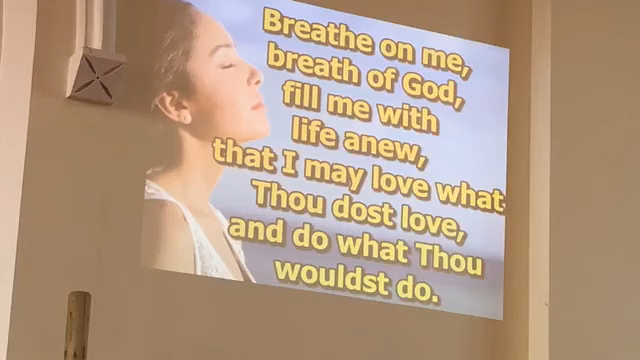 Breathe on me,
breath of God,
fill me with
life anew,
that I may love what
Thou dost love,
and do what Thou
wouldst do.